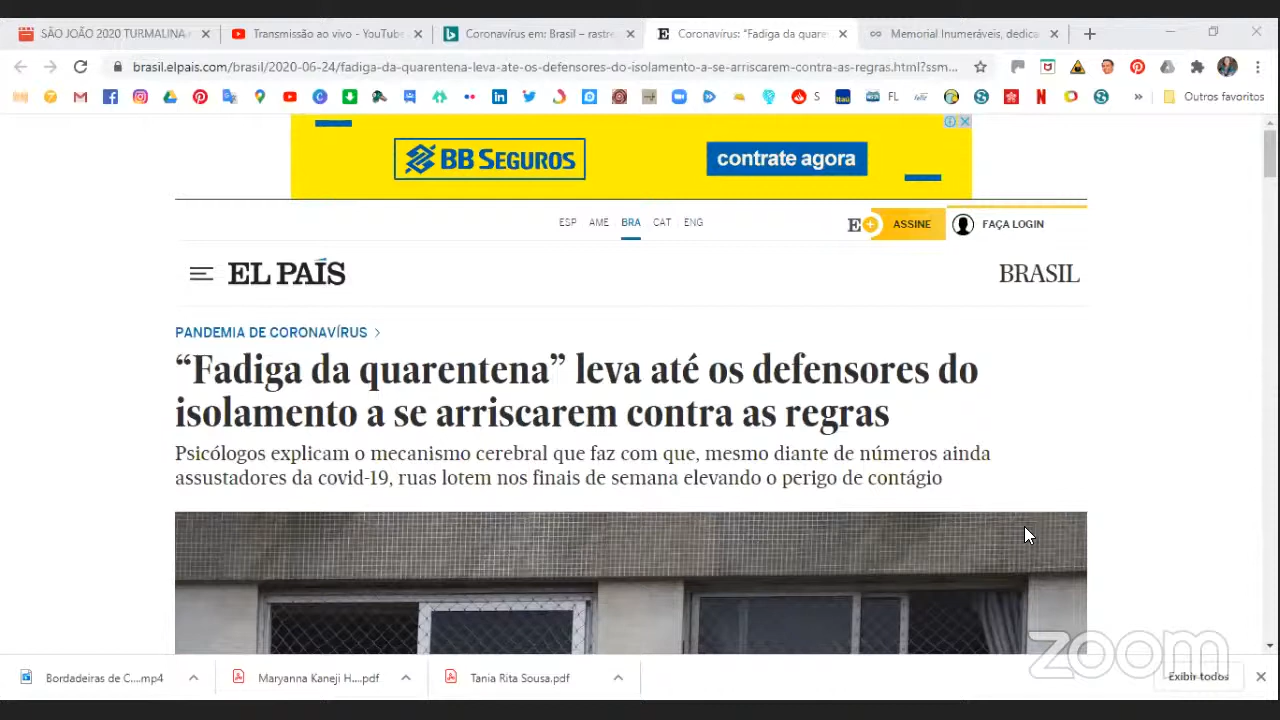 SÃO JOÃO 2020 TURMALINA
Transmissão ao vivo - YouTube
Coronavírus em: Brasil – rastre
Coronavírus: "Fadiga da quare
Memorial Inumeráveis, dedica
brasil.elpais.com/brasil/2020-06-24/fadiga-da-quarentena-leva-ate-os-defensores-do-isolamento-a-se-arriscarem-contra-as-regras.html?ssm...
S
FL
Outros favoritos
BB SEGUROS
contrate agora
ESP AME BRA CAT ENG
E+ ASSINE
FAÇA LOGIN
EL PAÍS
BRASIL
PANDEMIA DE CORONAVÍRUS >
“Fadiga da quarentena” leva até os defensores do
isolamento a se arriscarem contra as regras
Psicólogos explicam o mecanismo cerebral que faz com que, mesmo diante de números ainda
assustadores da covid-19, ruas lotem nos finais de semana elevando o perigo de contágio
zoom
Bordadeiras de C....mp4
Maryanna Kaneji H....pdf
Tania Rita Sousa.pdf
Exibir todos